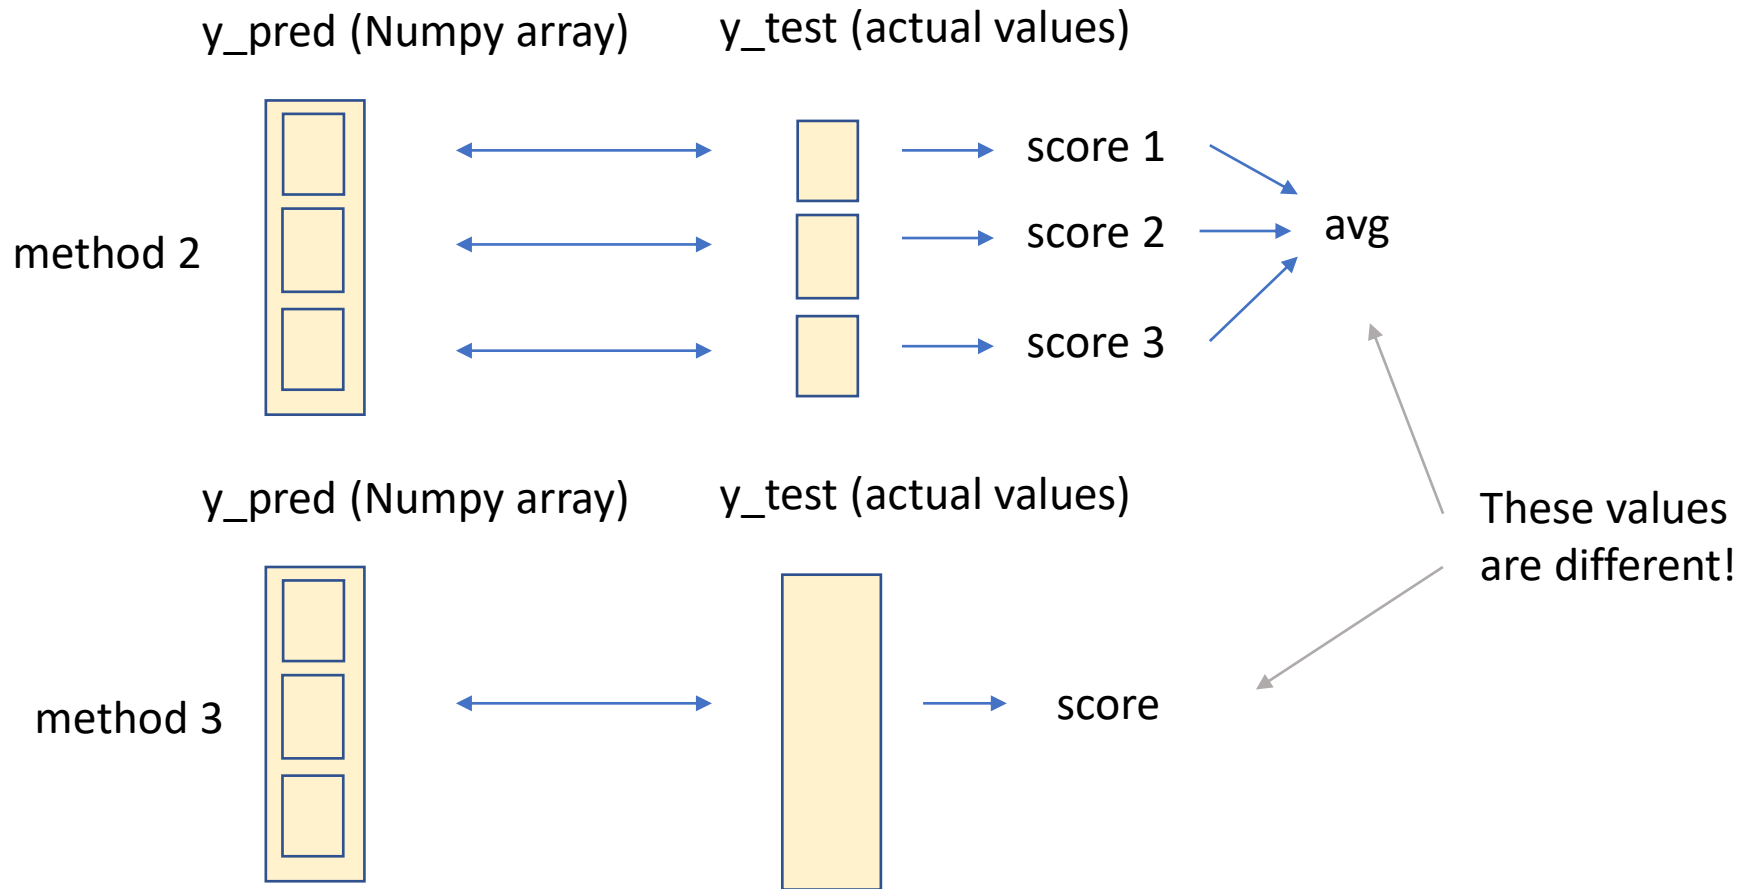 y_pred (Numpy array)
y_test (actual values)
method 2
score 1
score 2
score 3
avg
y_pred (Numpy array)
y_test (actual values)
These values
are different!
method 3
score